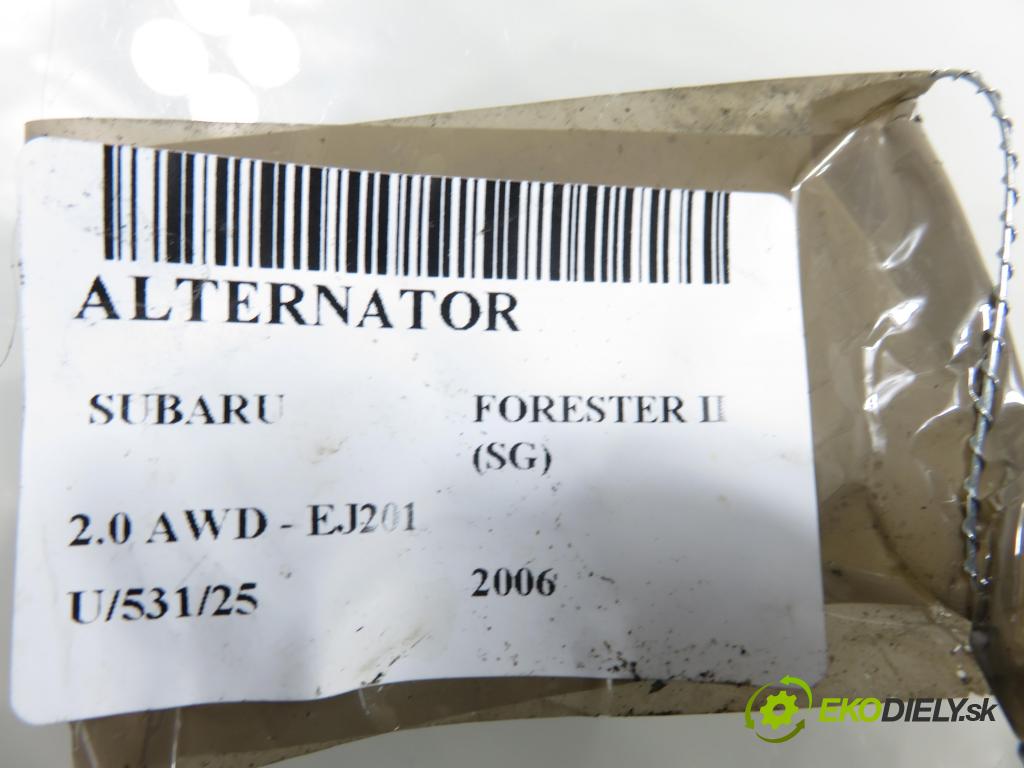 ALTERNATOR
SUBARU FORESTER II
(SG)
2.0 AWD - EJ201
U/531/25 2006
EKODIELY.sk